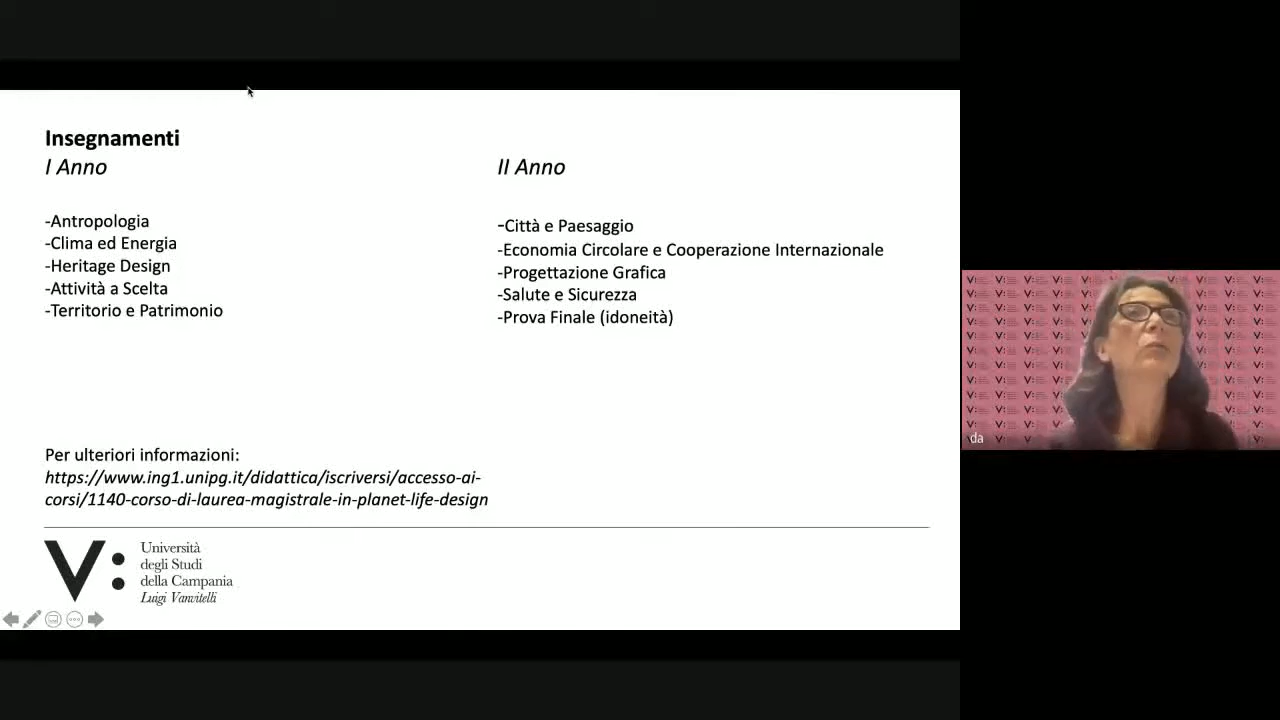 Insegnamenti
I Anno
-Antropologia
-Clima ed Energia
-Heritage Design
-Attività a Scelta
-Territorio e Patrimonio
II Anno
-Città e Paesaggio
-Economia Circolare e Cooperazione Internazionale
-Progettazione Grafica
-Salute e Sicurezza
-Prova Finale (idoneità)
Per ulteriori informazioni:
https://www.ing1.unipg.it/didattica/iscriversi/accesso-ai-
corsi/1140-corso-di-laurea-magistrale-in-planet-life-design
V:
Università
degli Studi
della Campania
Luigi Vanvitelli
da